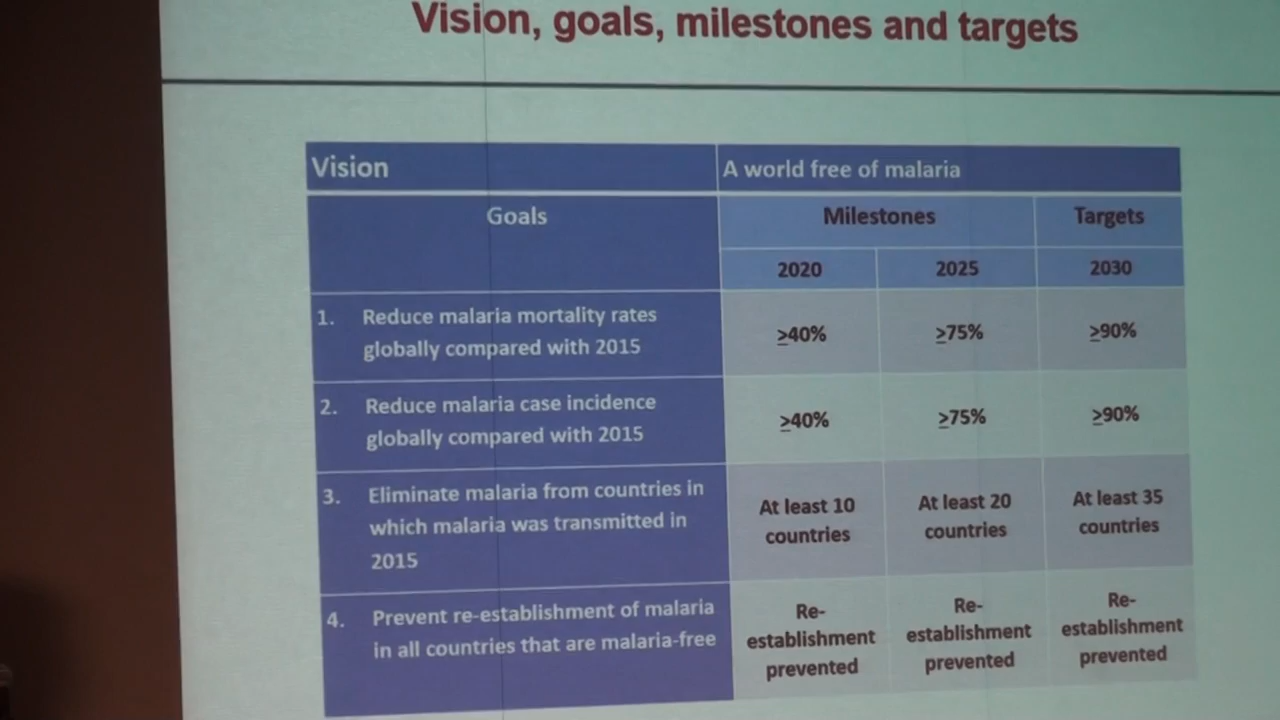 Vision, goals, milestones and targets
Vision
A world free of malaria
Goals
Milestones
Targets
2020
2025
2030
1. Reduce malaria mortality rates
globally compared with 2015
≥40%
≥75%
≥90%
2. Reduce malaria case incidence
globally compared with 2015
≥40%
≥75%
≥90%
3. Eliminate malaria from countries in
which malaria was transmitted in
2015
At least 10
countries
At least 20
countries
At least 35
countries
4. Prevent re-establishment of malaria
in all countries that are malaria-free
Re-
establishment
prevented
Re-
establishment
prevented
Re-
establishment
prevented